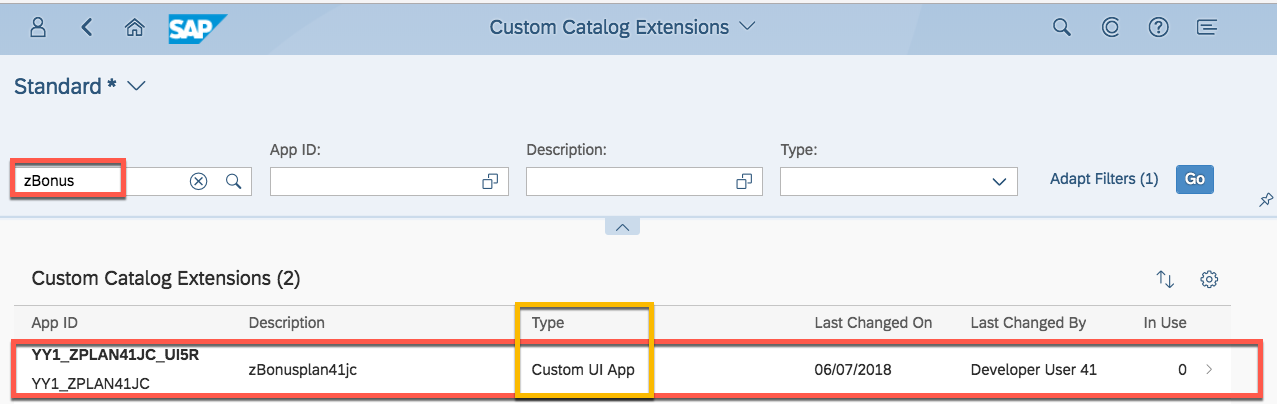 SAP Custom Catalog Extensions
Standard *
App ID: Description: Type:
zBonus Adapt Filters (1) Go
Custom Catalog Extensions (2)
App ID Description Type Last Changed On Last Changed By In Use
YY1_ZPLAN41JC_UI5R
YY1_ZPLAN41JC zBonusplan41jc Custom UI App 06/07/2018 Developer User 41 0